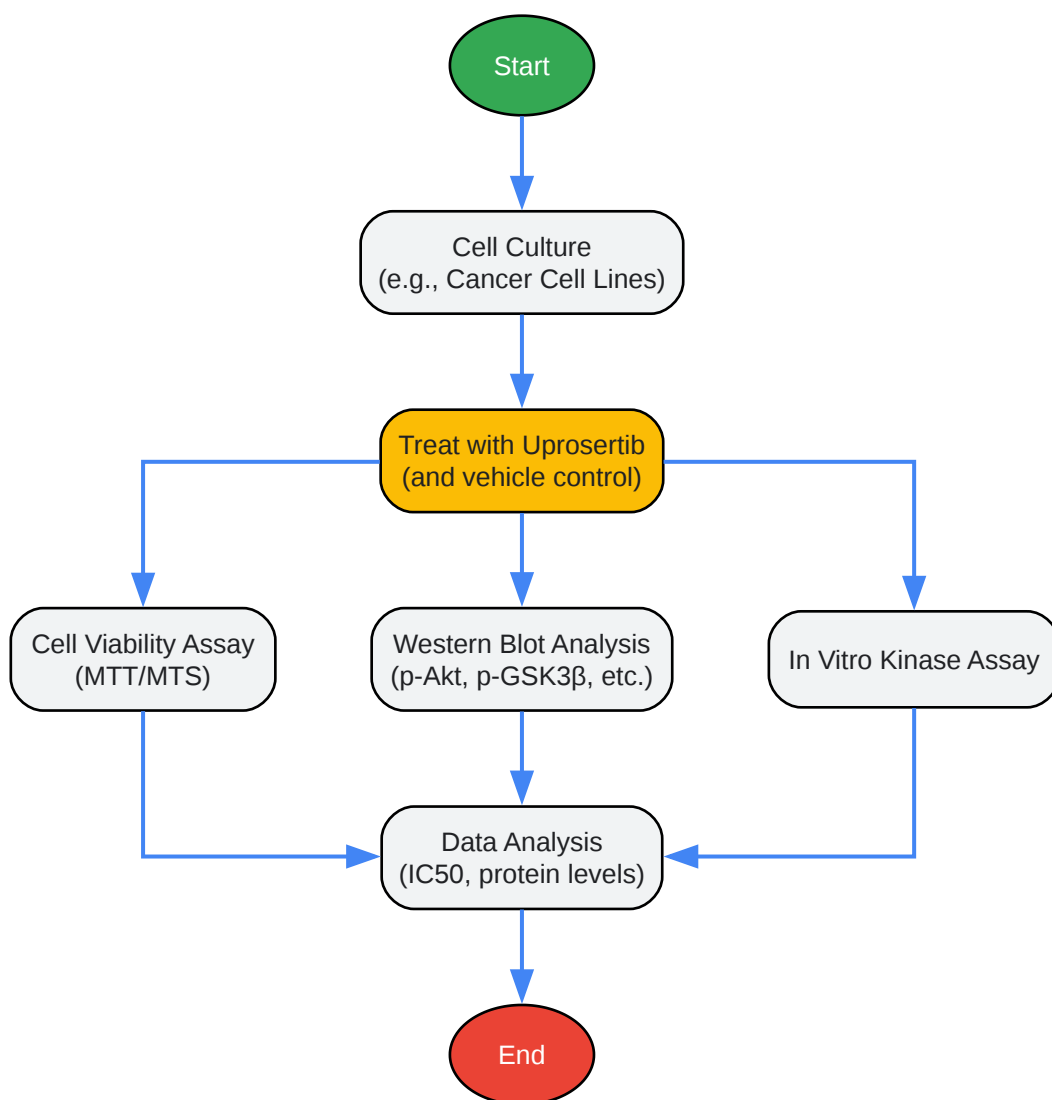 Start
Cell Culture
(e.g., Cancer Cell Lines)
Treat with Uprosertib
(and vehicle control)
Cell Viability Assay
(MTT/MTS)
Western Blot Analysis
(p-Akt, p-GSK3β, etc.)
In Vitro Kinase Assay
Data Analysis
(IC50, protein levels)
End